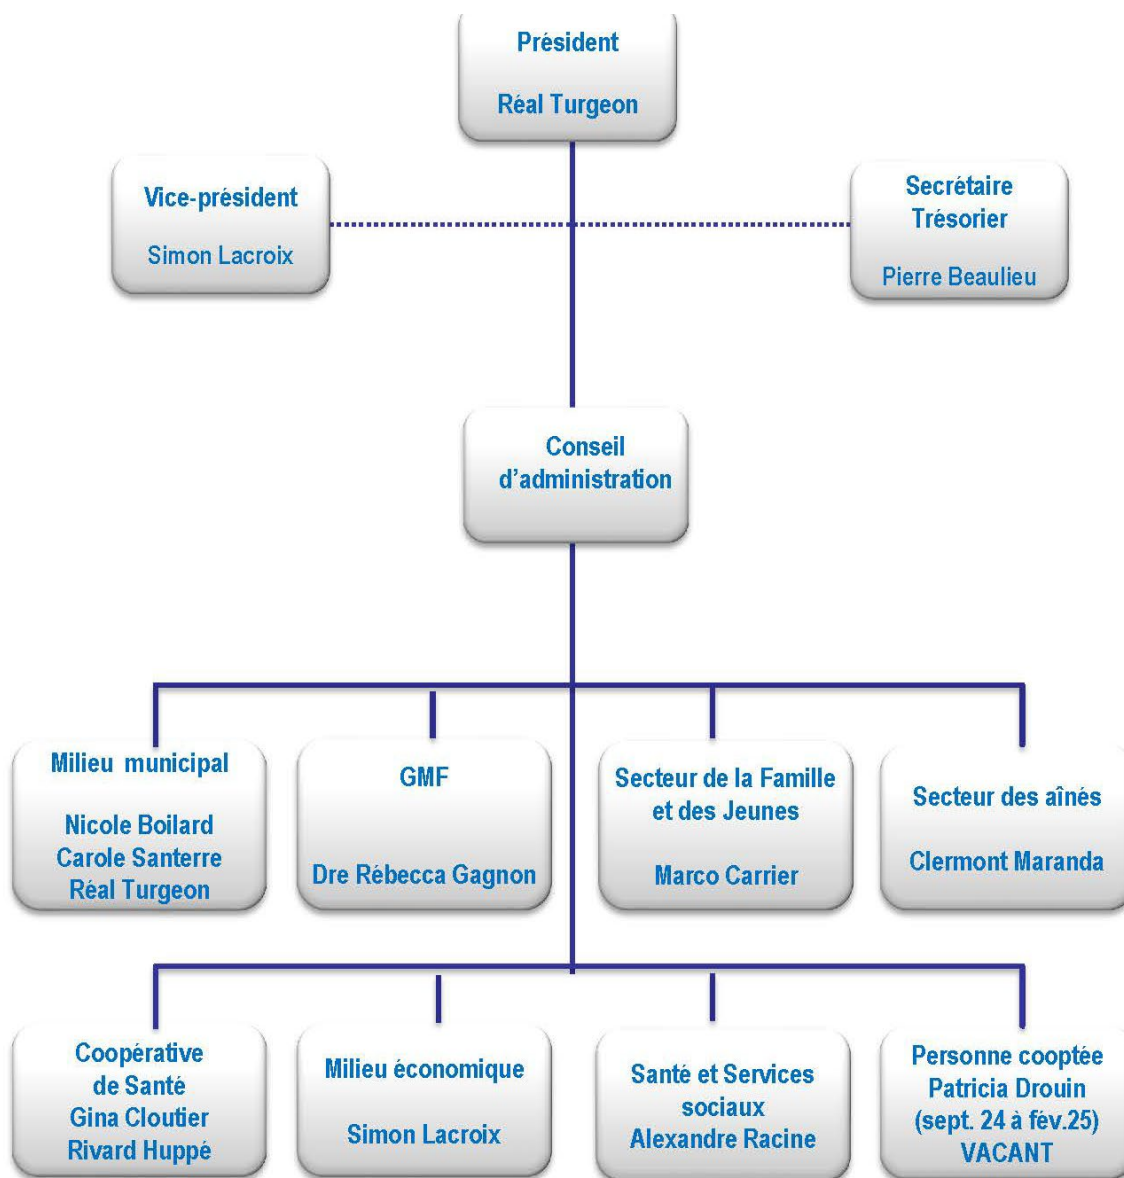 Président
Réal Turgeon
Vice-président
Simon Lacroix
Secrétaire
Trésorier
Pierre Beaulieu
Conseil
d'administration
Milieu municipal
Nicole Boilard
Carole Santerre
Réal Turgeon
GMF
Dre Rébecca Gagnon
Secteur de la Famille
et des Jeunes
Marco Carrier
Secteur des aînés
Clermont Maranda
Coopérative
de Santé
Gina Cloutier
Rivard Huppé
Milieu économique
Simon Lacroix
Santé et Services
sociaux
Alexandre Racine
Personne cooptée
Patricia Drouin
(sept. 24 à fév.25)
VACANT